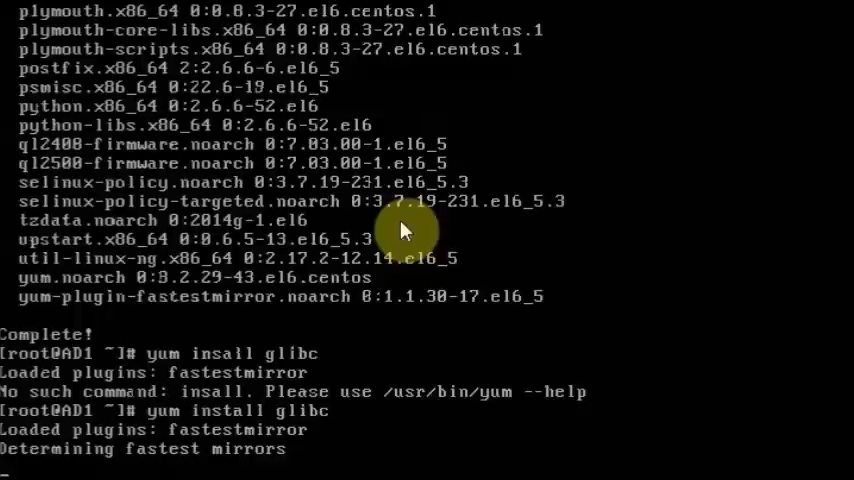 plymouth.x86_64 0:0.8.3-27.el6.centos.1
plymouth-core-libs.x86_64 0:0.8.3-27.el6.centos.1
plymouth-scripts.x86_64 0:0.8.3-27.el6.centos.1
postfix.x86_64 2:2.6.6-6.el6_5
psmisc.x86_64 0:22.6-19.el6_5
python.x86_64 0:2.6.6-52.el6
python-libs.x86_64 0:2.6.6-52.el6
ql2400-firmware.noarch 0:7.03.00-1.el6_5
ql2500-firmware.noarch 0:7.03.00-1.el6_5
selinux-policy.noarch 0:3.7.19-231.el6_5.3
selinux-policy-targeted.noarch 0:3.7.19-231.el6_5.3
tzdata.noarch 0:2014g-1.el6
upstart.x86_64 0:0.6.5-13.el6_5.3
util-linux-ng.x86_64 0:2.17.2-12.14.el6_5
yum.noarch 0:3.2.29-43.el6.centos
yum-plugin-fastestmirror.noarch 0:1.1.30-17.el6_5
Complete!
[root@AD1 ~]# yum insall glibc
Loaded plugins: fastestmirror
No such command: insall. Please use /usr/bin/yum --help
[root@AD1 ~]# yum install glibc
Loaded plugins: fastestmirror
Determining fastest mirrors